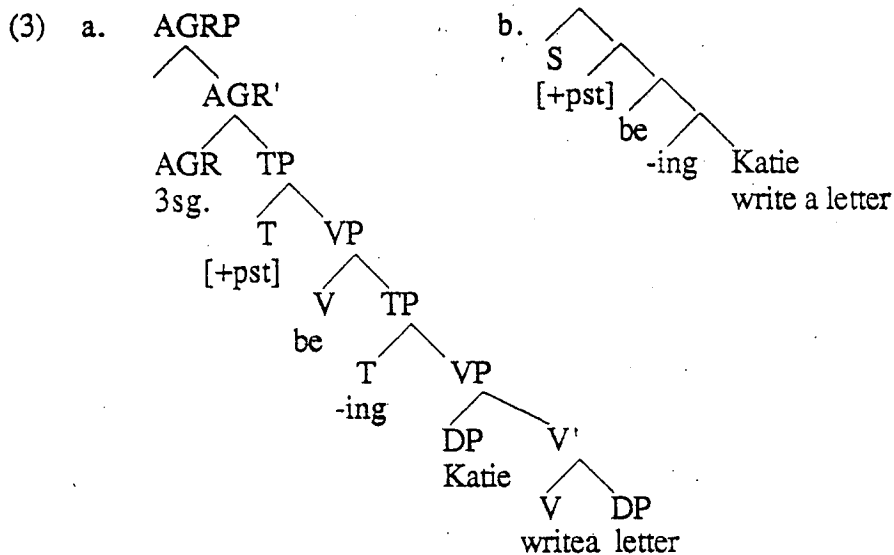 (3) a. AGRP b.
S
AGR' [+pst]
be
AGR TP -ing Katie
3sg. write a letter
T VP
[+pst]
V TP
be
T VP
-ing
DP V'
Katie
V DP
writea letter